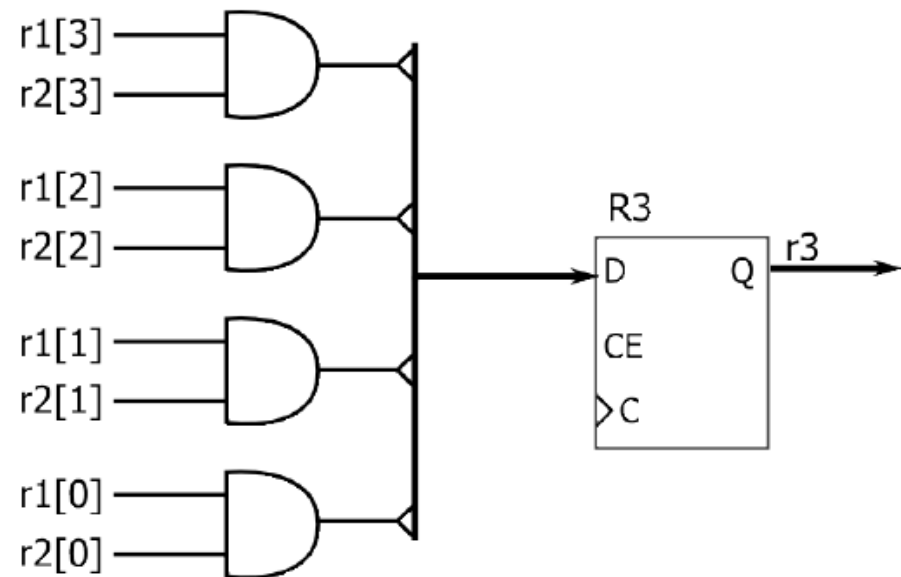 r1[3]
r2[3]
r1[2]
r2[2]
r1[1]
r2[1]
r1[0]
r2[0]
R3
D
Q
r3
CE
C